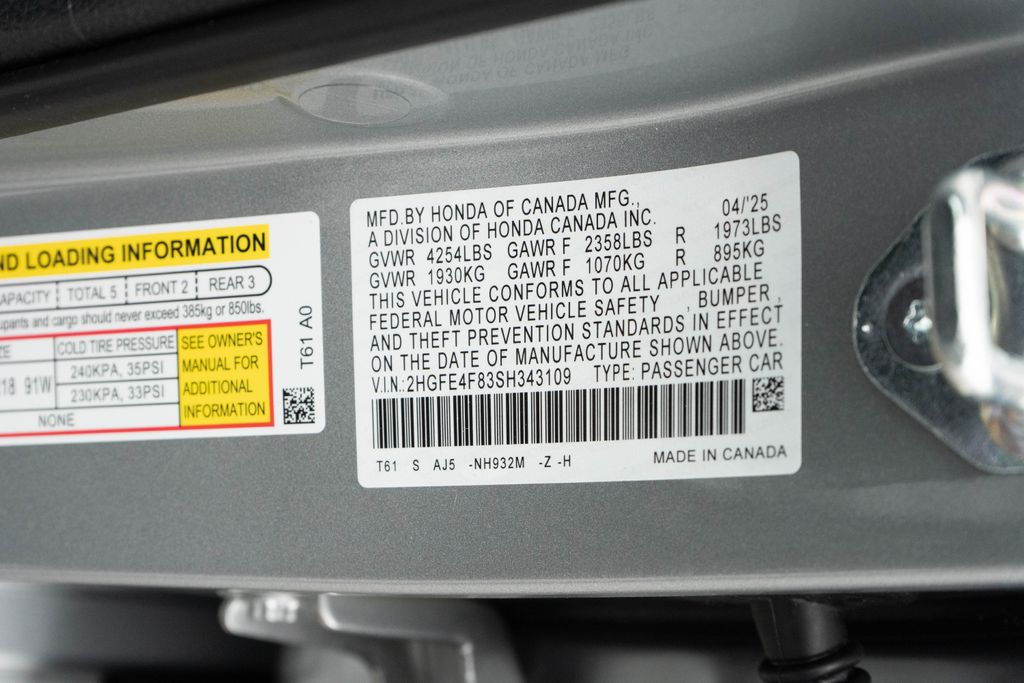 ND LOADING INFORMATION
APACITY TOTAL 5 FRONT 2 REAR 3
upants and cargo should never exceed 385kg or 850lbs.
ZE COLD TIRE PRESSURE SEE OWNER'S
MANUAL FOR
ADDITIONAL
INFORMATION
R18 91W 240KPA, 35PSI
230KPA, 33PSI
NONE
T61 A0
MFD.BY HONDA OF CANADA MFG., 04/'25
A DIVISION OF HONDA CANADA INC.
GVWR 4254LBS GAWR F 2358LBS R 1973LBS
GVWR 1930KG GAWR F 1070KG R 895KG
THIS VEHICLE CONFORMS TO ALL APPLICABLE
FEDERAL MOTOR VEHICLE SAFETY , BUMPER ,
AND THEFT PREVENTION STANDARDS IN EFFECT
ON THE DATE OF MANUFACTURE SHOWN ABOVE.
V.I.N.:2HGFE4F83SH343109 TYPE: PASSENGER CAR
T61 S AJ5 -NH932M -Z -H MADE IN CANADA